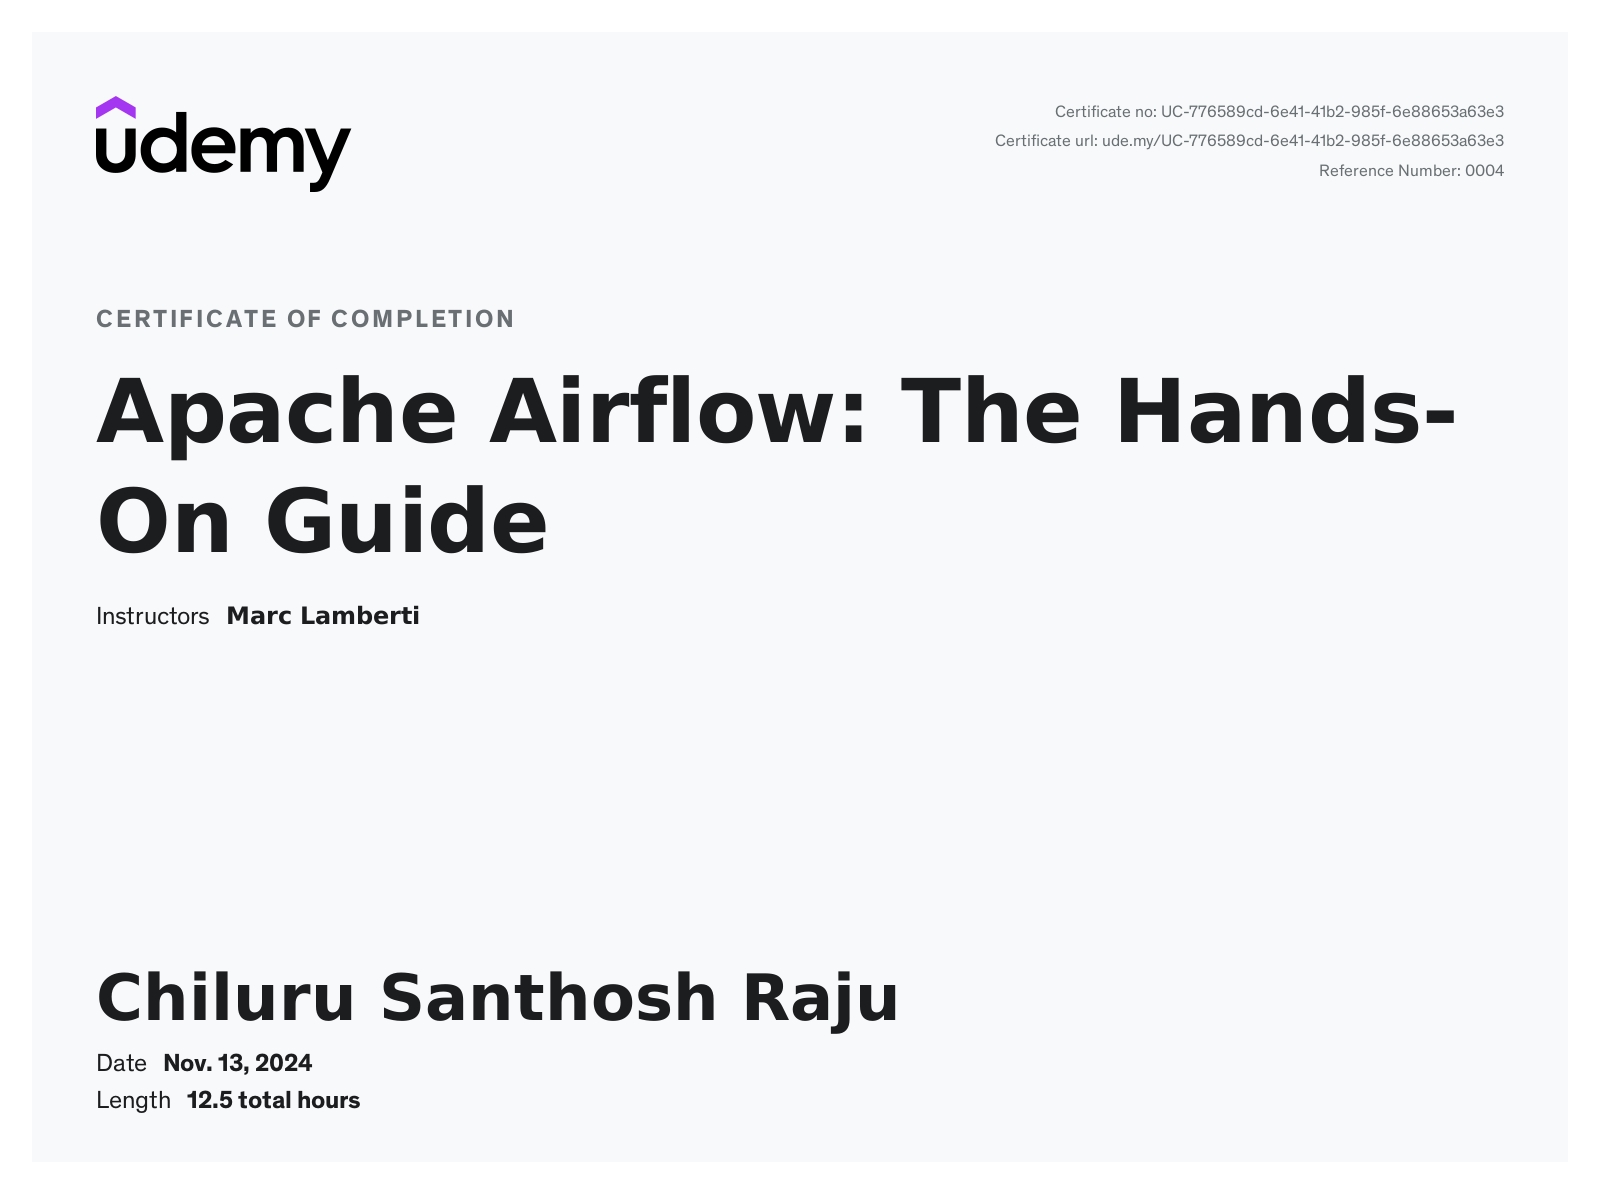 udemy
Certificate no: UC-776589cd-6e41-41b2-985f-6e88653a63e3
Certificate url: ude.my/UC-776589cd-6e41-41b2-985f-6e88653a63e3
Reference Number: 0004
CERTIFICATE OF COMPLETION
Apache Airflow: The Hands-
On Guide
Instructors Marc Lamberti
Chiluru Santhosh Raju
Date Nov. 13, 2024
Length 12.5 total hours